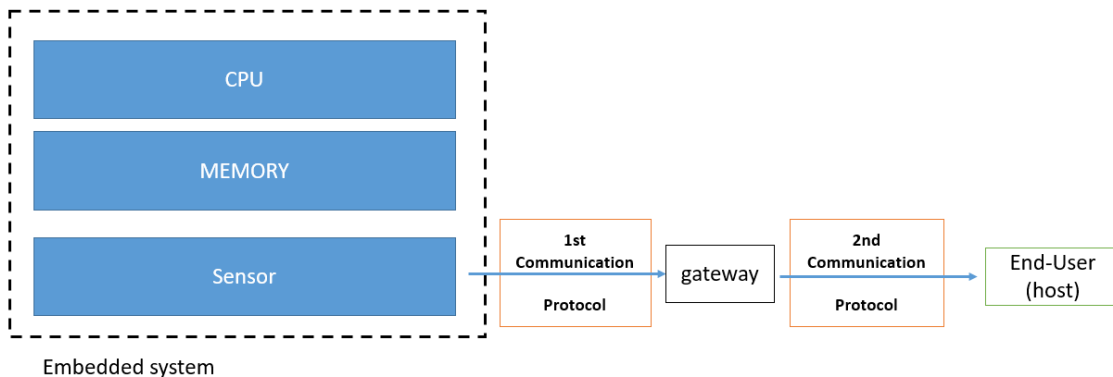 CPU
MEMORY
Sensor
1st
Communication
Protocol
gateway
2nd
Communication
Protocol
End-User
(host)
Embedded system